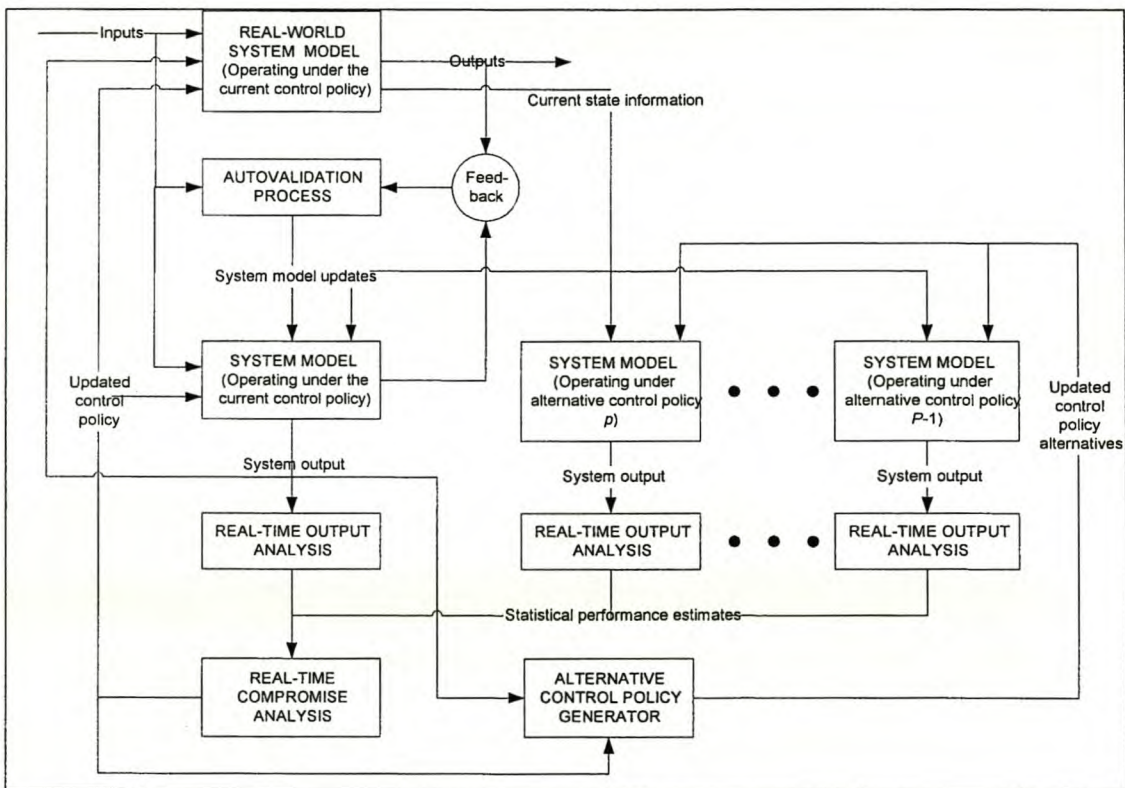 Inputs
REAL-WORLD
SYSTEM MODEL
(Operating under the
current control policy)
Outputs
Current state information
AUTOVALIDATION
PROCESS
Feed-
back
System model updates
SYSTEM MODEL
(Operating under the
current control policy)
SYSTEM MODEL
(Operating under
alternative control policy
p)
SYSTEM MODEL
(Operating under
alternative control policy
P-1)
Updated
control
policy
Updated
control
policy
alternatives
System output
System output
System output
REAL-TIME OUTPUT
ANALYSIS
REAL-TIME OUTPUT
ANALYSIS
REAL-TIME OUTPUT
ANALYSIS
Statistical performance estimates
REAL-TIME
COMPROMISE
ANALYSIS
ALTERNATIVE
CONTROL POLICY
GENERATOR